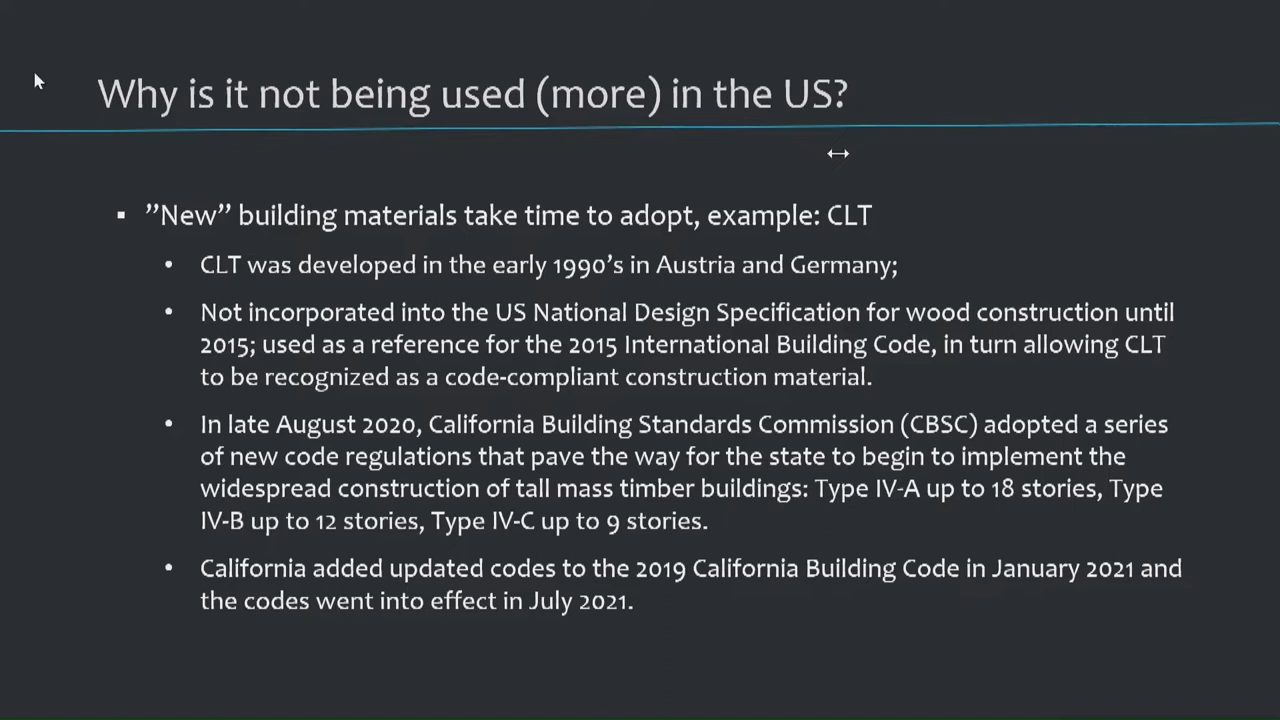 Why is it not being used (more) in the US?
▪ ”New” building materials take time to adopt, example: CLT
• CLT was developed in the early 1990’s in Austria and Germany;
• Not incorporated into the US National Design Specification for wood construction until
2015; used as a reference for the 2015 International Building Code, in turn allowing CLT
to be recognized as a code-compliant construction material.
• In late August 2020, California Building Standards Commission (CBSC) adopted a series
of new code regulations that pave the way for the state to begin to implement the
widespread construction of tall mass timber buildings: Type IV-A up to 18 stories, Type
IV-B up to 12 stories, Type IV-C up to 9 stories.
• California added updated codes to the 2019 California Building Code in January 2021 and
the codes went into effect in July 2021.